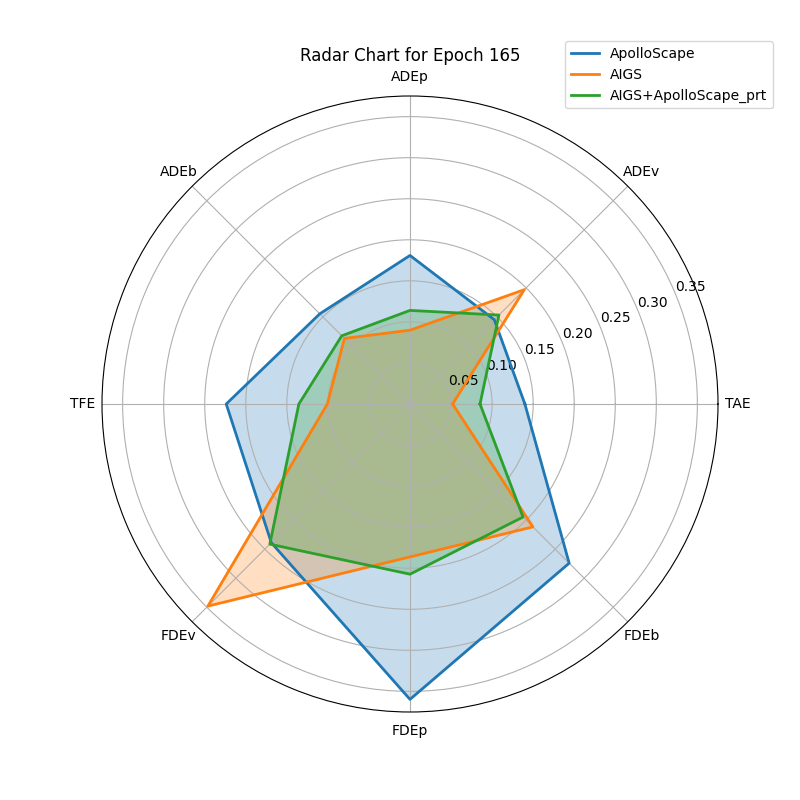 Radar Chart for Epoch 165
ApolloScape
AIGS
AIGS+ApolloScape_prt
ADEp
ADEb
ADEv
0.35
0.30
0.25
0.20
0.15
0.10
0.05
TFE
TAE
FDEv
FDEb
FDEp